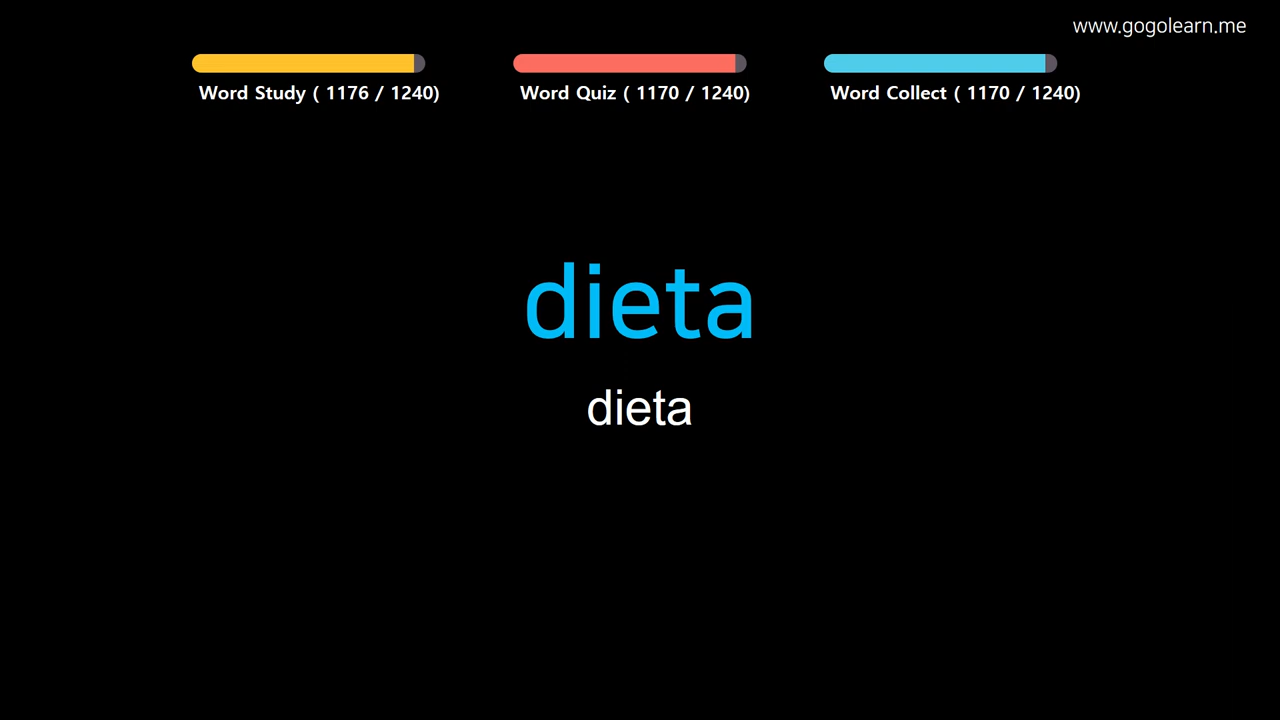 www.gogolearn.me
Word Study ( 1176 / 1240)
Word Quiz ( 1170 / 1240)
Word Collect ( 1170 / 1240)
dieta
dieta